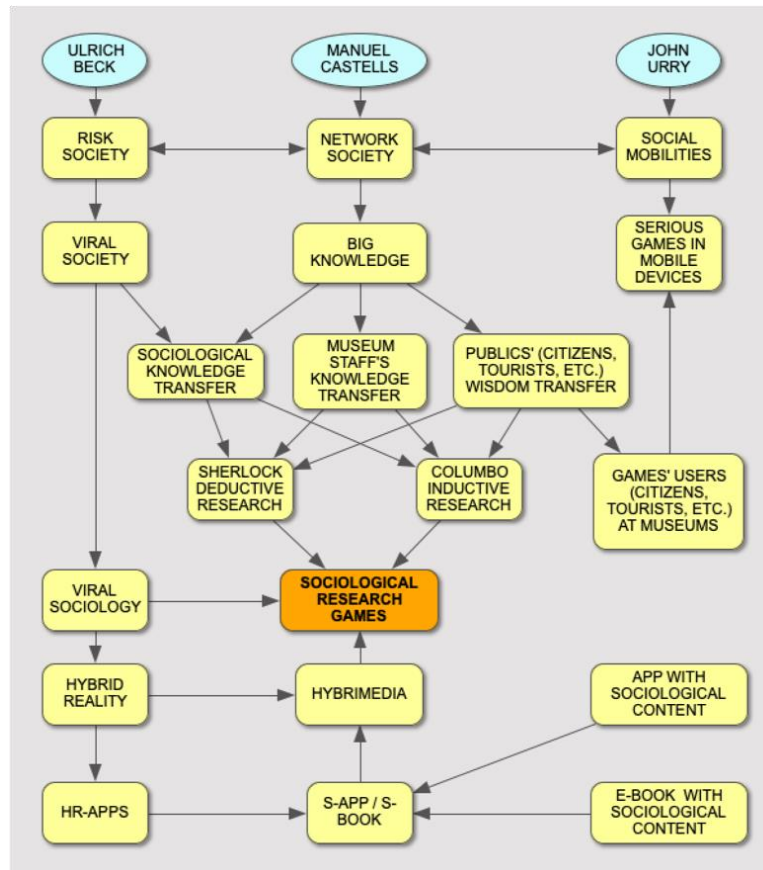 ULRICH
BECK
MANUEL
CASTELLS
JOHN
URRY
RISK
SOCIETY
NETWORK
SOCIETY
SOCIAL
MOBILITIES
VIRAL
SOCIETY
BIG
KNOWLEDGE
SERIOUS
GAMES IN
MOBILE
DEVICES
SOCIOLOGICAL
KNOWLEDGE
TRANSFER
MUSEUM
STAFF'S
KNOWLEDGE
TRANSFER
PUBLICS' (CITIZENS,
TOURISTS, ETC.)
WISDOM TRANSFER
SHERLOCK
DEDUCTIVE
RESEARCH
COLUMBO
INDUCTIVE
RESEARCH
GAMES' USERS
(CITIZENS,
TOURISTS, ETC.)
AT MUSEUMS
VIRAL
SOCIOLOGY
SOCIOLOGICAL
RESEARCH
GAMES
HYBRID
REALITY
HYBRIMEDIA
APP WITH
SOCIOLOGICAL
CONTENT
HR-APPS
S-APP / S-
BOOK
E-BOOK WITH
SOCIOLOGICAL
CONTENT